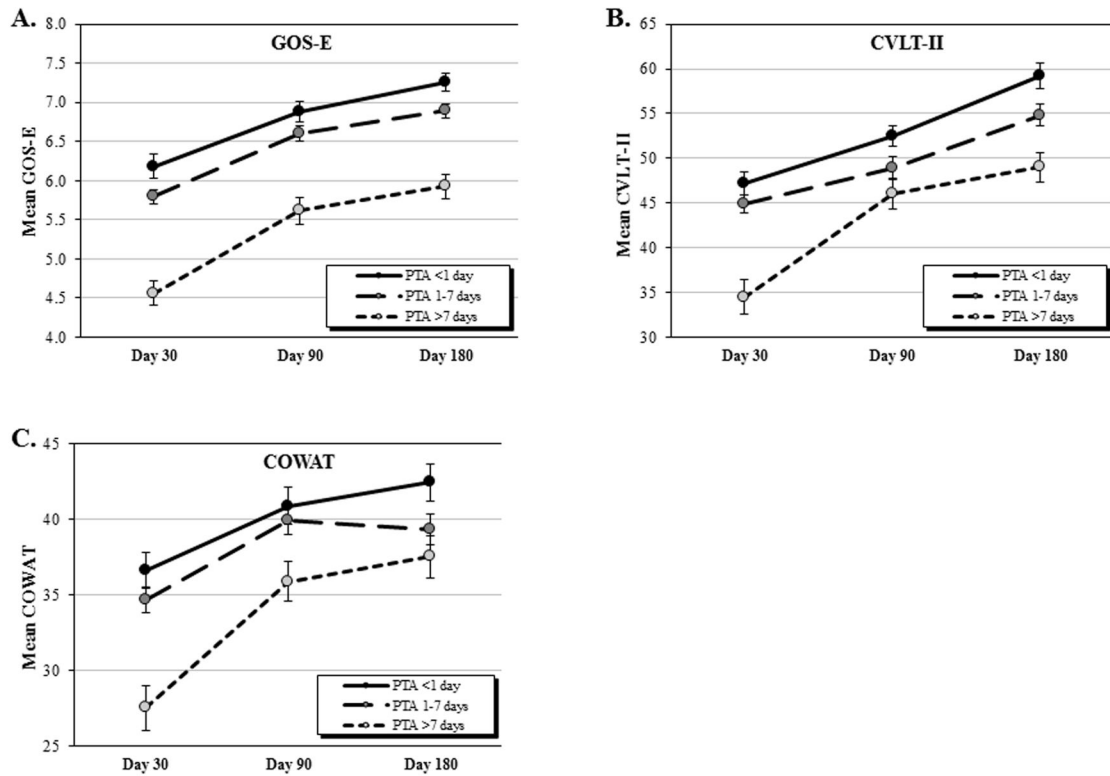 A.
GOS-E
8.0
7.5
7.0
6.5
6.0
5.5
5.0
4.5
4.0
Mean GOS-E
PTA <1 day
PTA 1-7 days
PTA >7 days
Day 30 Day 90 Day 180
B.
CVLT-II
65
60
55
50
45
40
35
30
Mean CVLT-II
PTA <1 day
PTA 1-7 days
PTA >7 days
Day 30 Day 90 Day 180
C.
COWAT
45
40
35
30
25
Mean COWAT
PTA <1 day
PTA 1-7 days
PTA >7 days
Day 30 Day 90 Day 180